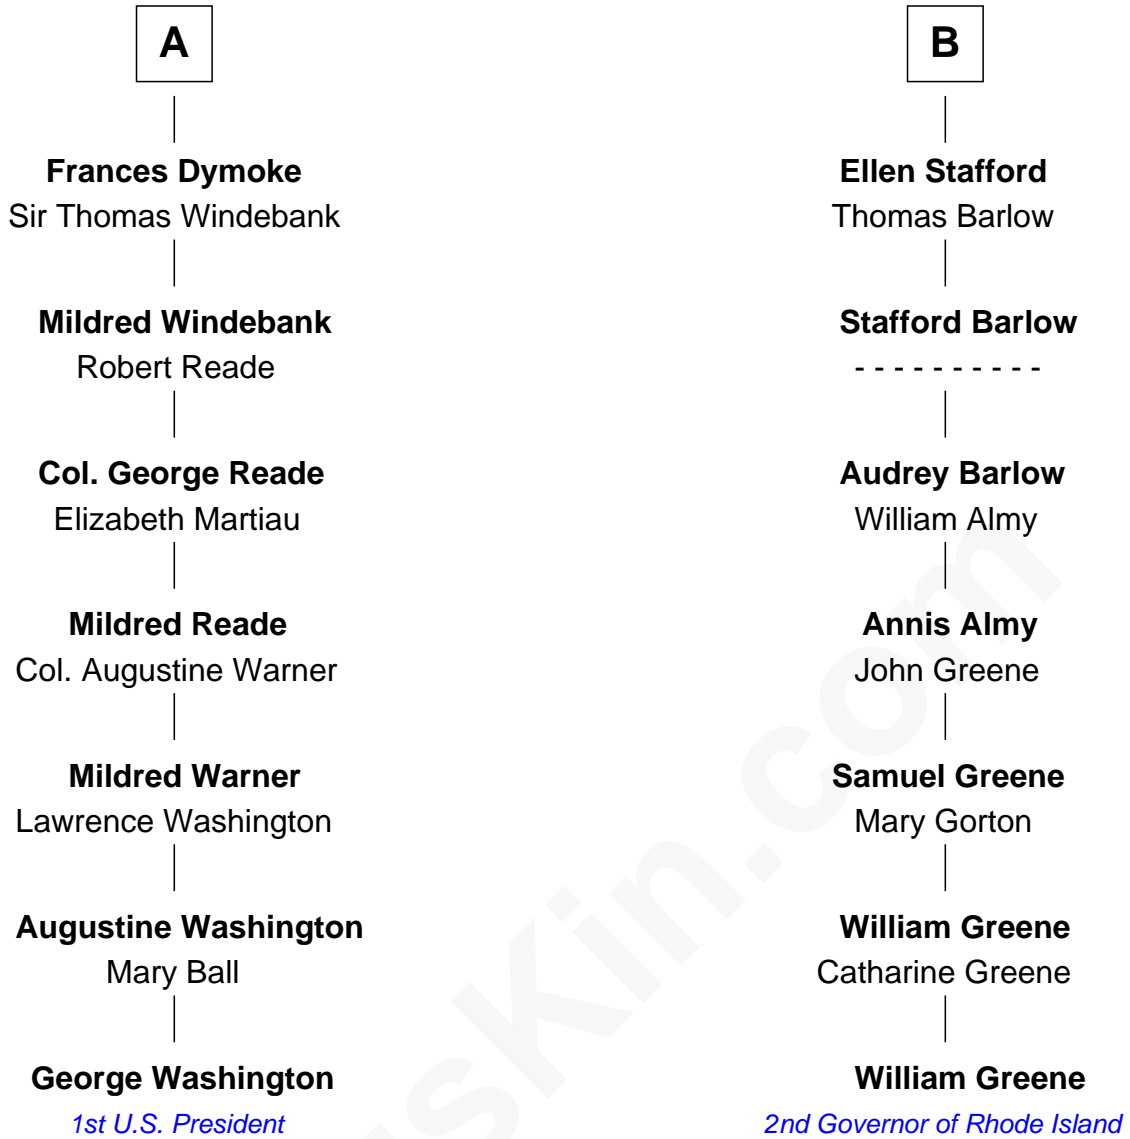 A
B
Frances Dymoke
Sir Thomas Windebank
Ellen Stafford
Thomas Barlow
Mildred Windebank
Robert Reade
Stafford Barlow
- - - - - - - - - -
Col. George Reade
Elizabeth Martiau
Audrey Barlow
William Almy
Mildred Reade
Col. Augustine Warner
Annis Almy
John Greene
Mildred Warner
Lawrence Washington
Samuel Greene
Mary Gorton
Augustine Washington
Mary Ball
William Greene
Catharine Greene
George Washington
1st U.S. President
William Greene
2nd Governor of Rhode Island